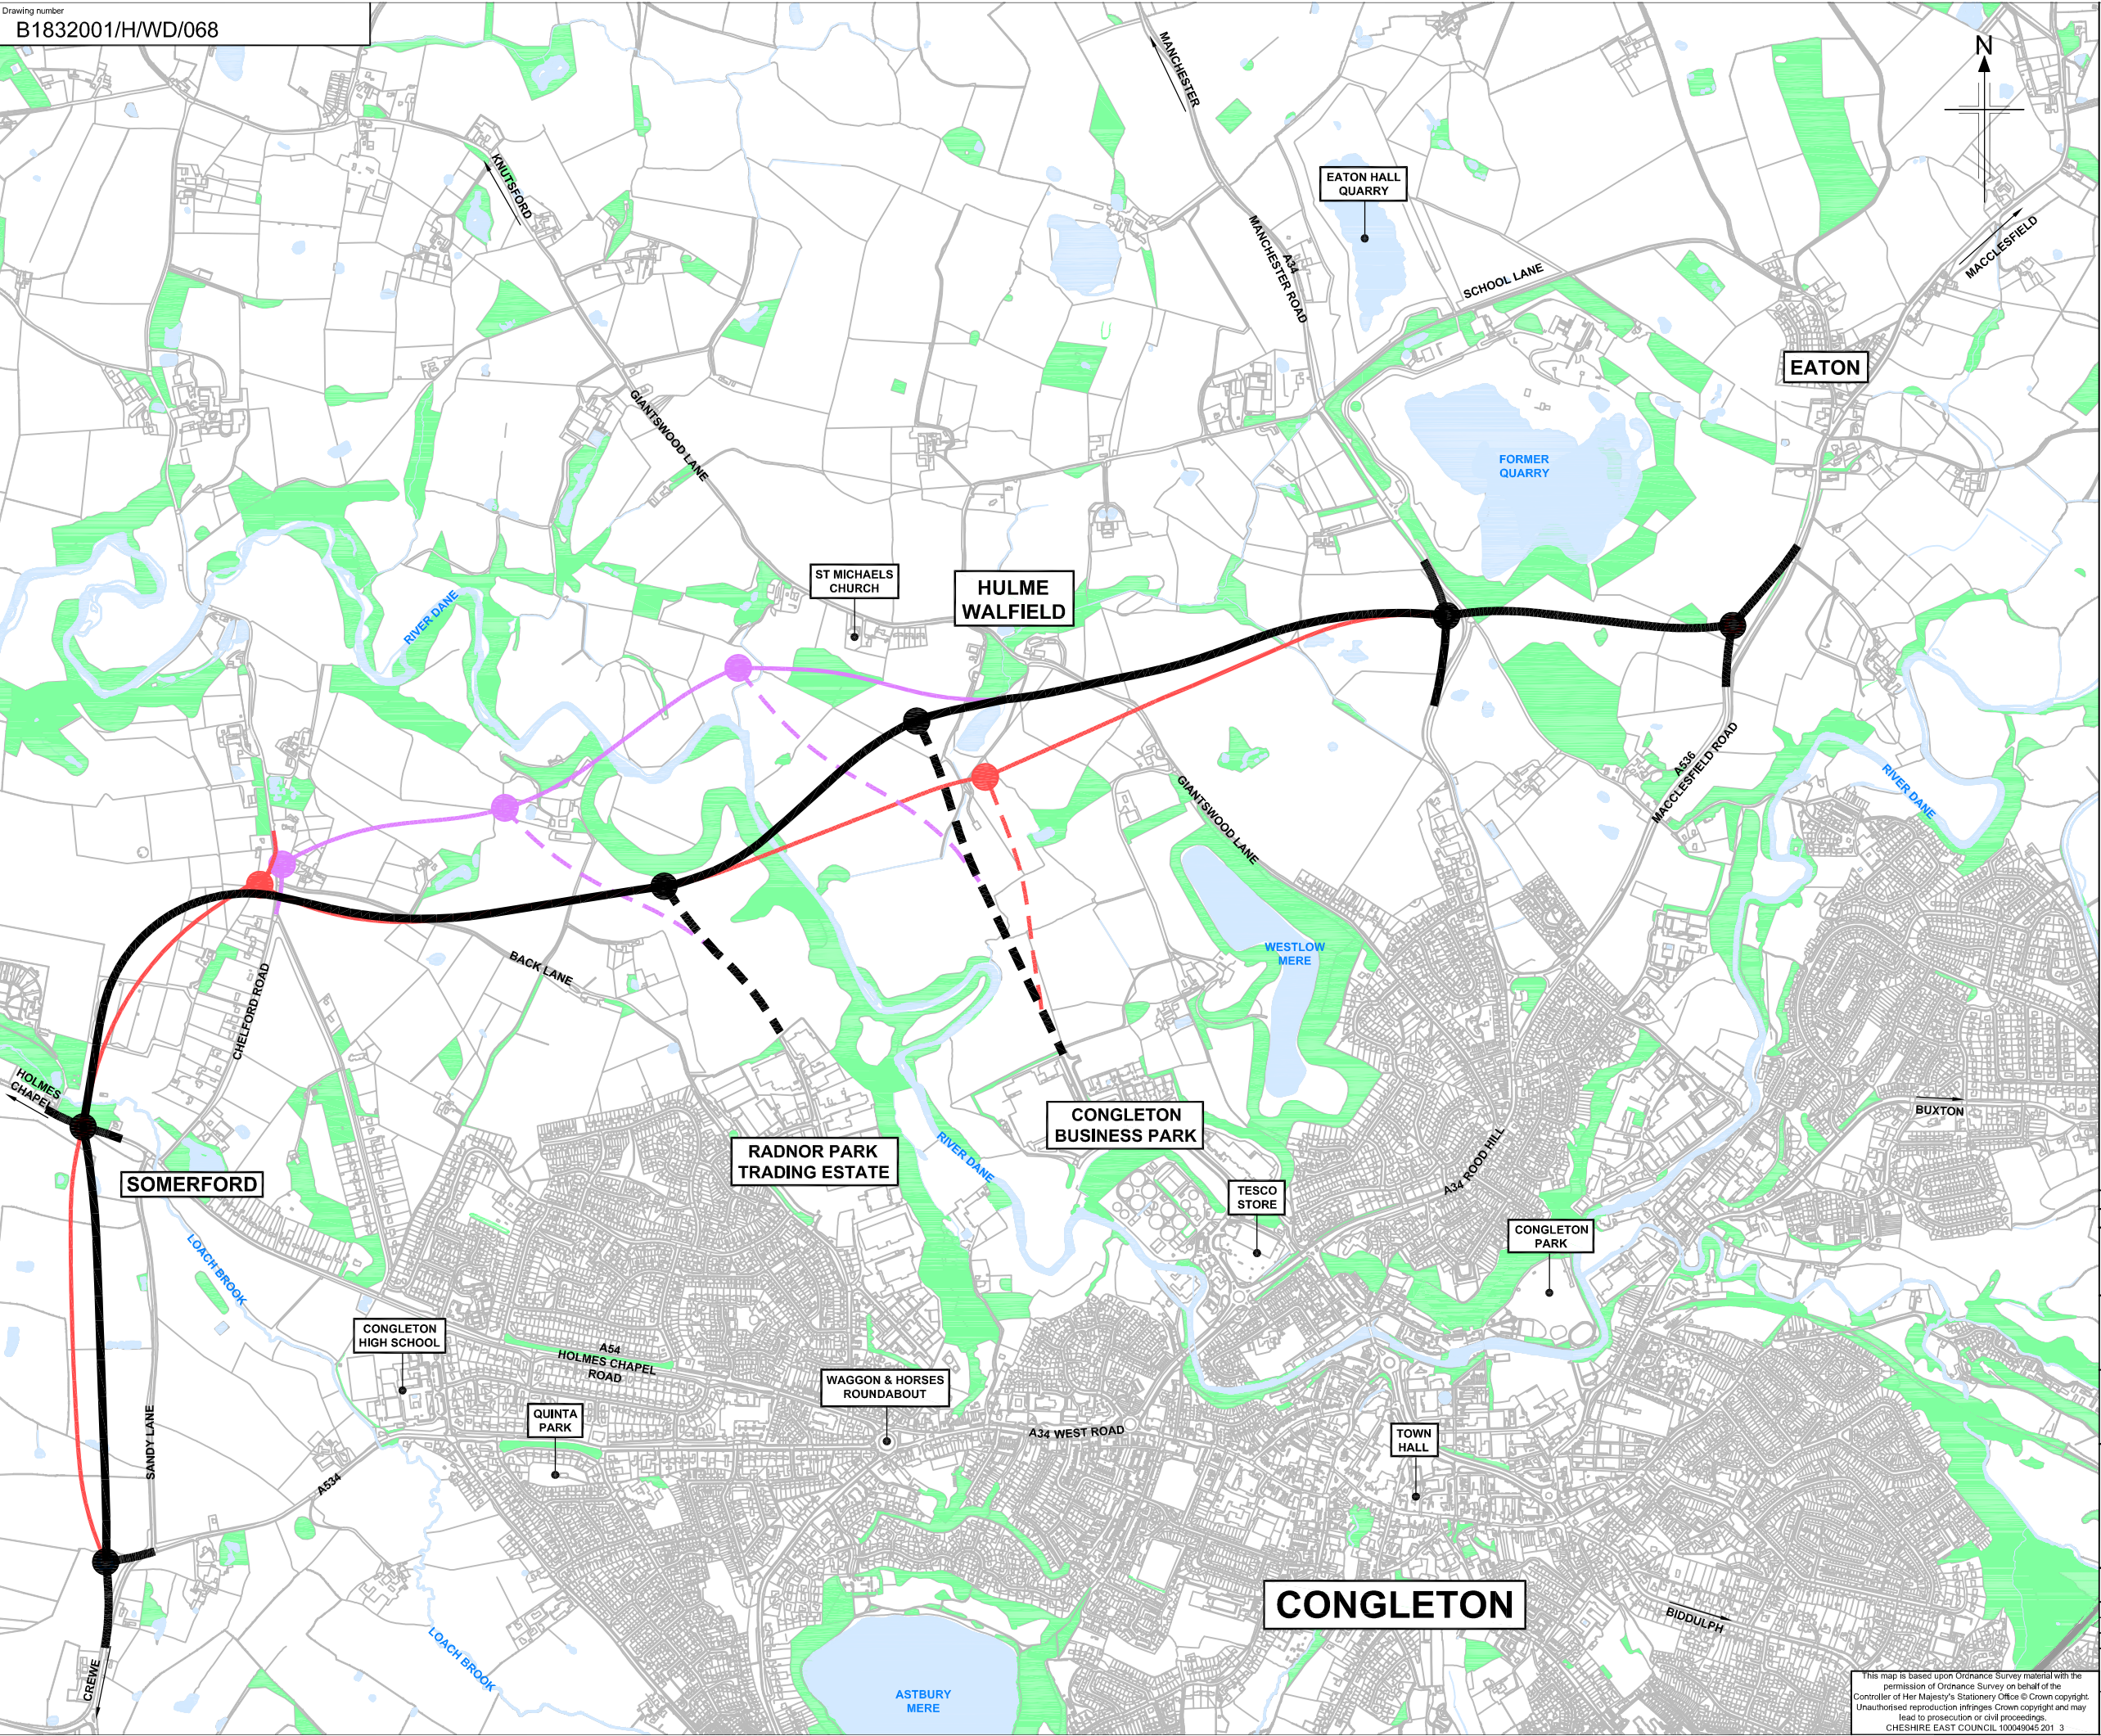 Drawing number
B1832001/H/WD/068
N
MANCHESTER
KNUTSFORD
EATON HALL
QUARRY
A34
MANCHESTER ROAD
SCHOOL LANE
MACCLESFIELD
EATON
GIANTSWOOD LANE
FORMER
QUARRY
ST MICHAELS
CHURCH
HULME
WALFIELD
RIVER DANE
A536
MACCLESFIELD ROAD
RIVER DANE
GIANTSWOOD LANE
BACK LANE
CHELFORD ROAD
WESTLOW
MERE
HOLMES
CHAPEL
SOMERFORD
RADNOR PARK
TRADING ESTATE
CONGLETON
BUSINESS PARK
RIVER DANE
BUXTON
A34 ROOD HILL
TESCO
STORE
CONGLETON
PARK
LOACH BROOK
CONGLETON
HIGH SCHOOL
A54
HOLMES CHAPEL
ROAD
WAGGON & HORSES
ROUNDABOUT
QUINTA
PARK
A34 WEST ROAD
TOWN
HALL
SANDY LANE
A534
CONGLETON
BIDDULPH
LOACH BROOK
CREWE
ASTBURY
MERE
This map is based upon Ordnance Survey material with the
permission of Ordnance Survey on behalf of the
Controller of Her Majesty's Stationery Office © Crown copyright.
Unauthorised reproduction infringes Crown copyright and may
lead to prosecution or civil proceedings.
CHESHIRE EAST COUNCIL 100049045 201 3